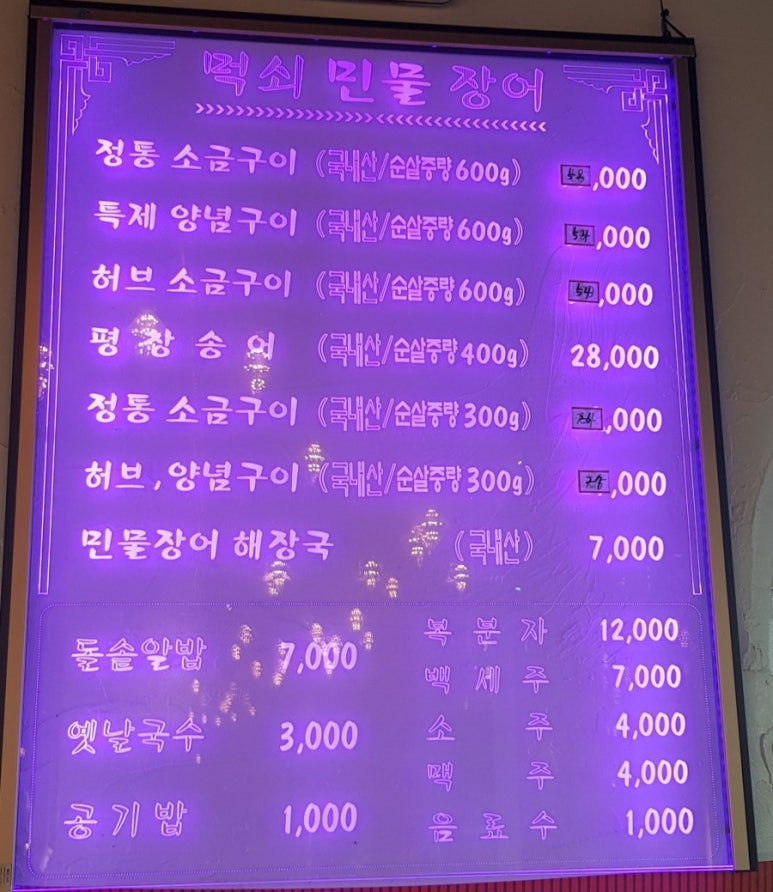 먹쇠 민물 장어
정통 소금구이 (국내산/순살중량 600g) 48,000
특제 양념구이 (국내산/순살중량 600g) 54,000
허브 소금구이 (국내산/순살중량 600g) 54,000
평 창 송 어 (국내산/순살중량 400g) 28,000
정통 소금구이 (국내산/순살중량 300g) ,000
허브, 양념구이 (국내산/순살중량 300g) 28,000
민물장어 해장국 (국내산) 7,000
돌솥알밥 7,000
옛날국수 3,000
공기밥 1,000
복 분 자 12,000
백 세 주 7,000
소 주 4,000
맥 주 4,000
음 료 수 1,000